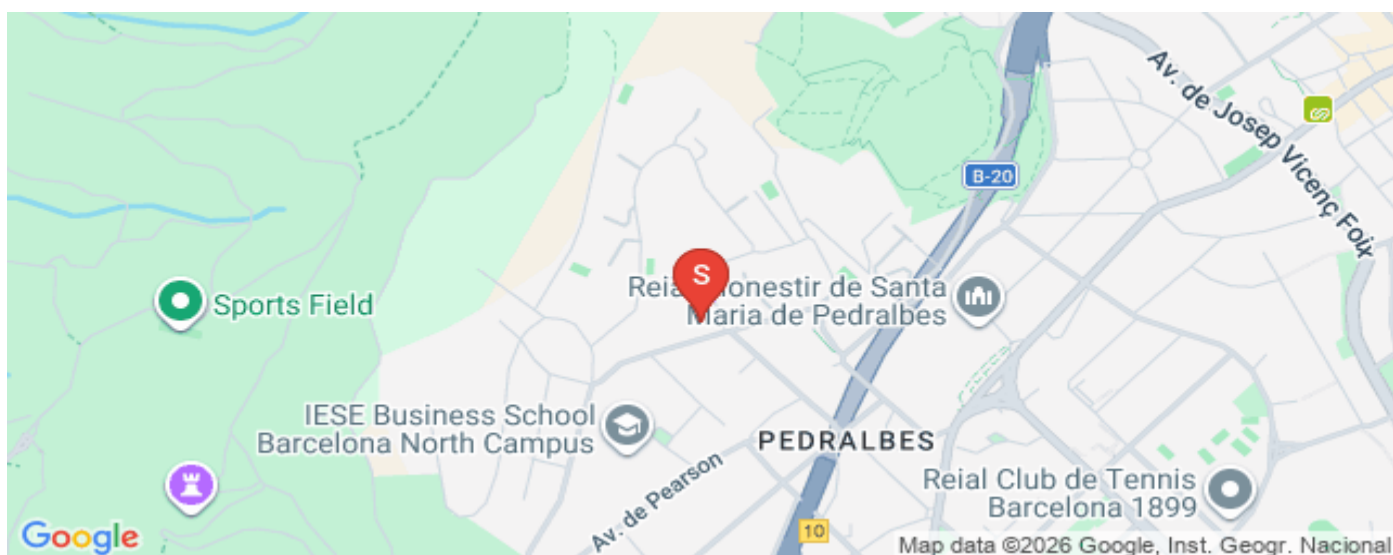 Av. de Josep Vicenç Foix
B-20
S
Sports Field
Reial Monestir de Santa
Maria de Pedralbes
IESE Business School
Barcelona North Campus
PEDRALBES
Av. de Pearson
Reial Club de Tennis
Barcelona 1899
10
Google
Map data ©2026 Google, Inst. Geogr. Nacional